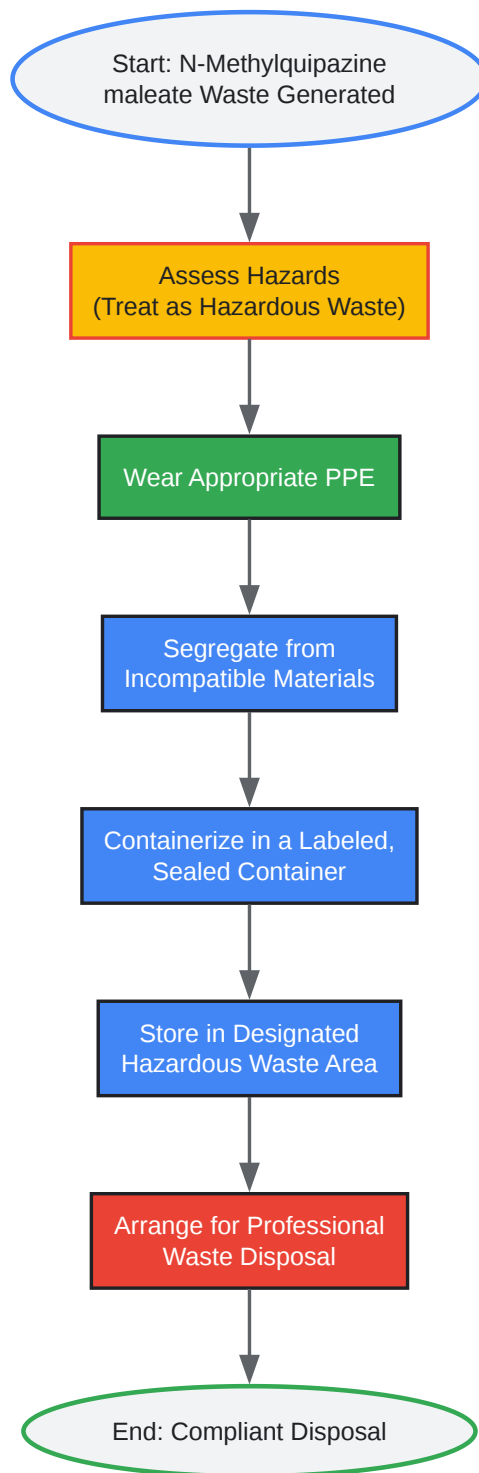 Start: N-Methylquipazine
maleate Waste Generated
Assess Hazards
(Treat as Hazardous Waste)
Wear Appropriate PPE
Segregate from
Incompatible Materials
Containerize in a Labeled,
Sealed Container
Store in Designated
Hazardous Waste Area
Arrange for Professional
Waste Disposal
End: Compliant Disposal